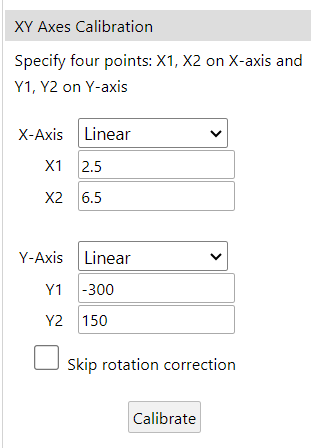 XY Axes Calibration
Specify four points: X1, X2 on X-axis and
Y1, Y2 on Y-axis
X-Axis Linear
X1 2.5
X2 6.5
Y-Axis Linear
Y1 -300
Y2 150
Skip rotation correction
Calibrate